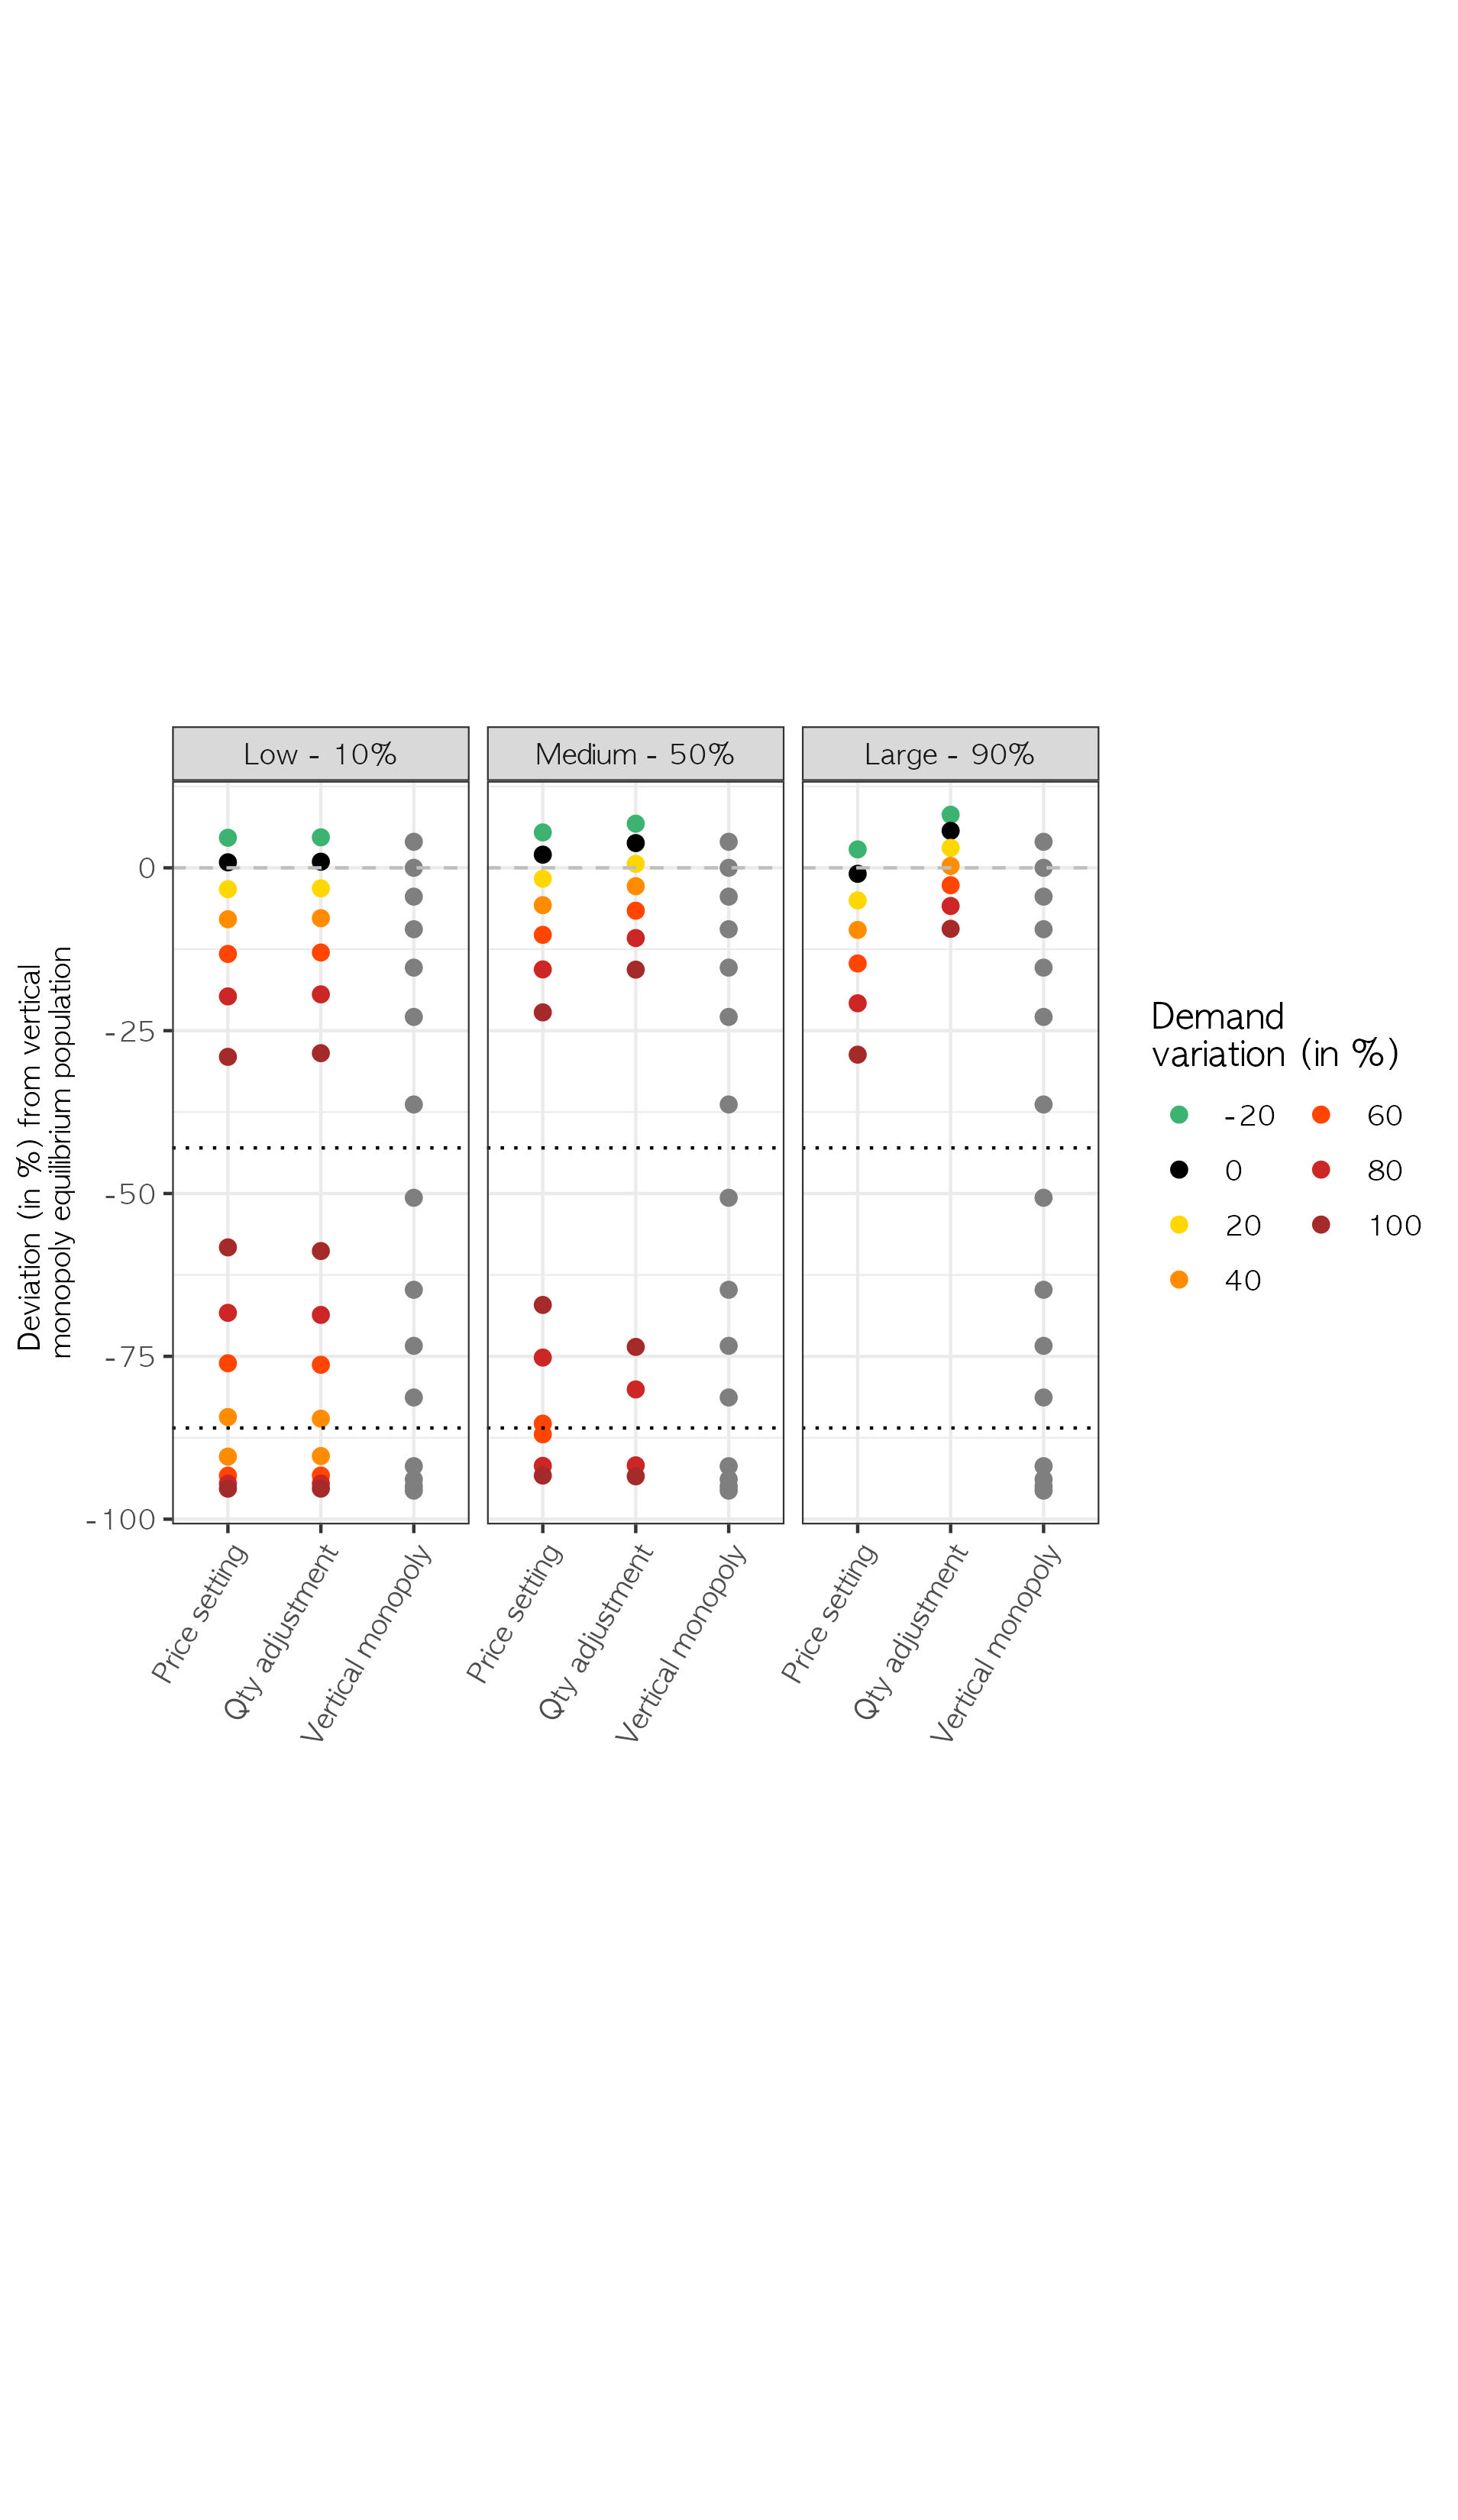 Low - 10%
Medium - 50%
Large - 90%
Deviation (in %) from vertical
monopoly equilibrium population
0
-25
-50
-75
-100
Price setting
Qty adjustment
Vertical monopoly
Price setting
Qty adjustment
Vertical monopoly
Price setting
Qty adjustment
Vertical monopoly
Demand
variation (in %)
-20
0
20
40
60
80
100